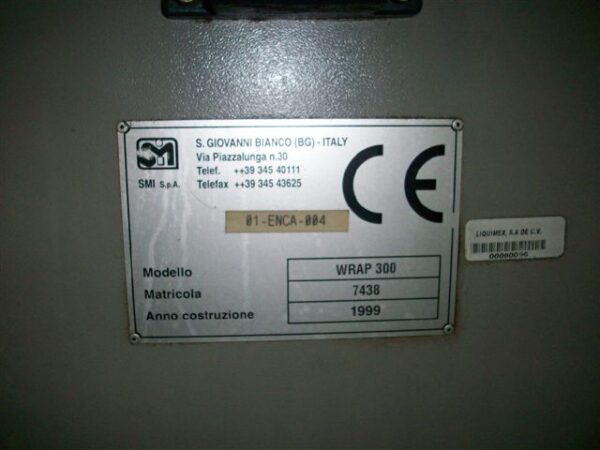 SMI
SMI S.p.A.
S. GIOVANNI BIANCO (BG) - ITALY
Via Piazzalunga n.30
Telef. ++39 345 40111
Telefax ++39 345 43625
CE
01-ENCA-004
LIQUIMEX, S.A DE C.V.
00000096
Modello WRAP 300
Matricola 7438
Anno costruzione 1999